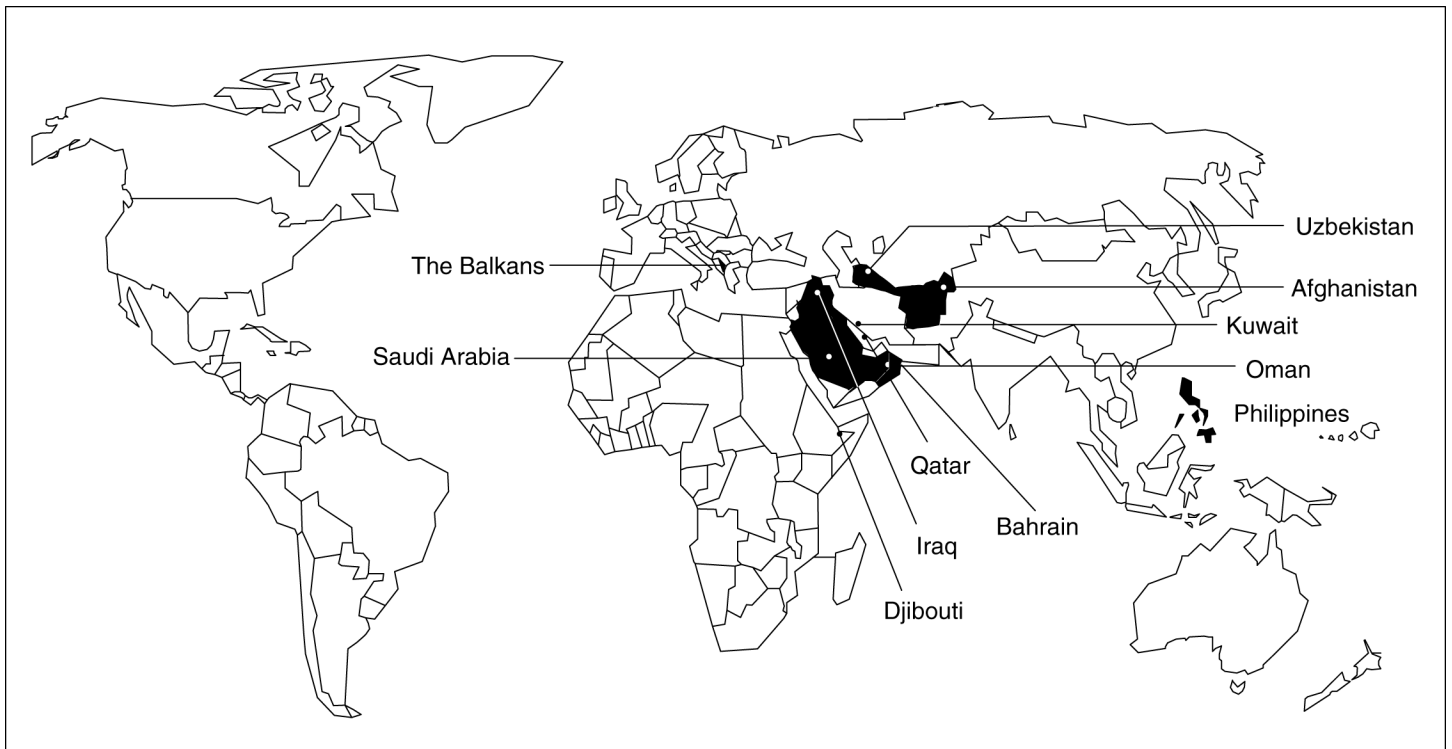 Uzbekistan
The Balkans
Afghanistan
Kuwait
Saudi Arabia
Oman
Philippines
Qatar
Bahrain
Iraq
Djibouti